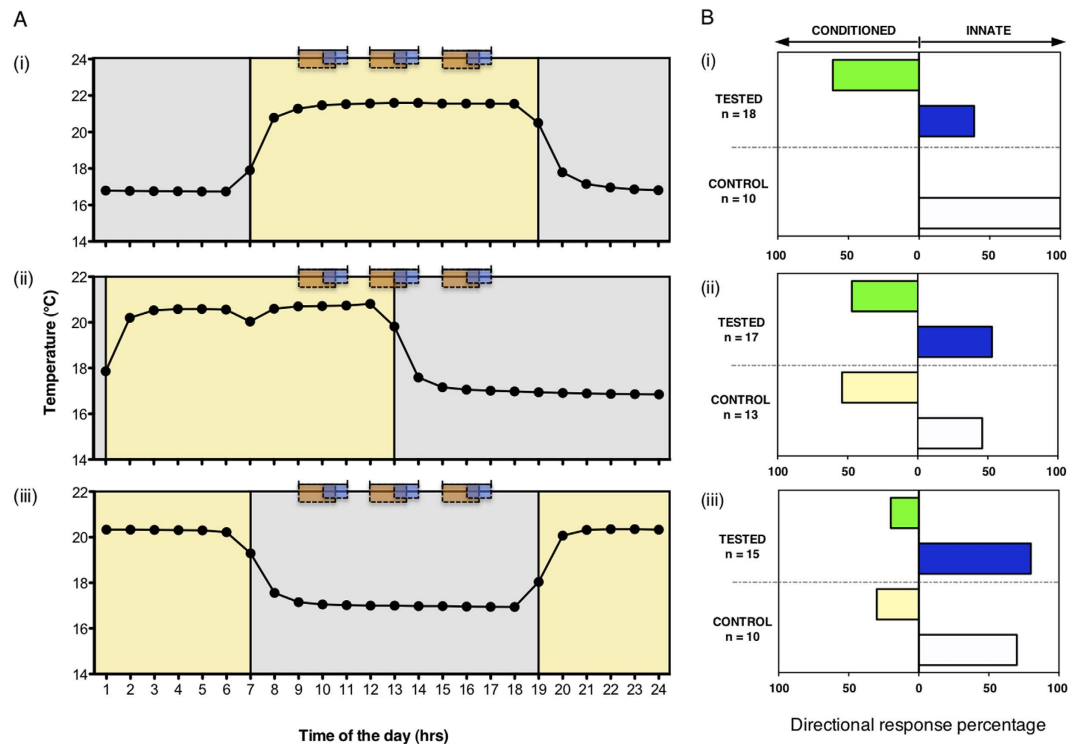 A
(i)
24
22
20
18
16
14
(ii)
22
20
18
16
14
Temperature (°C)
(iii)
22
20
18
16
14
1 2 3 4 5 6 7 8 9 10 11 12 13 14 15 16 17 18 19 20 21 22 23 24
Time of the day (hrs)
B
CONDITIONED INNATE
(i)
TESTED
n = 18
CONTROL
n = 10
100 50 0 50 100
(ii)
TESTED
n = 17
CONTROL
n = 13
100 50 0 50 100
(iii)
TESTED
n = 15
CONTROL
n = 10
100 50 0 50 100
Directional response percentage